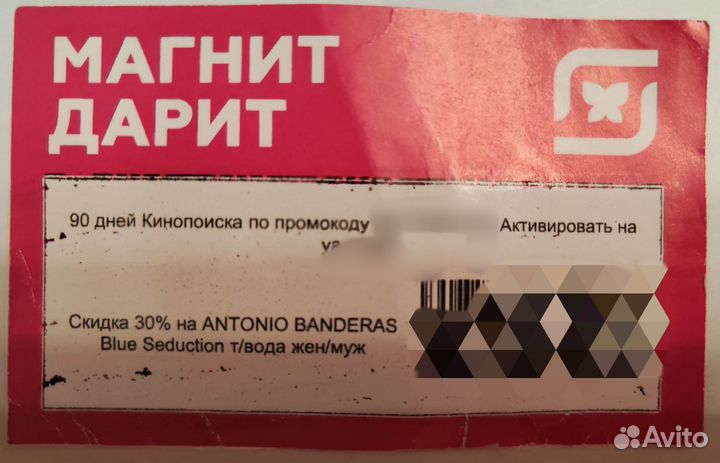 МАГНИТ
ДАРИТ
90 дней Кинопоиска по промокоду Активировать на
Скидка 30% на ANTONIO BANDERAS
Blue Seduction т/вода жен/муж
Avito